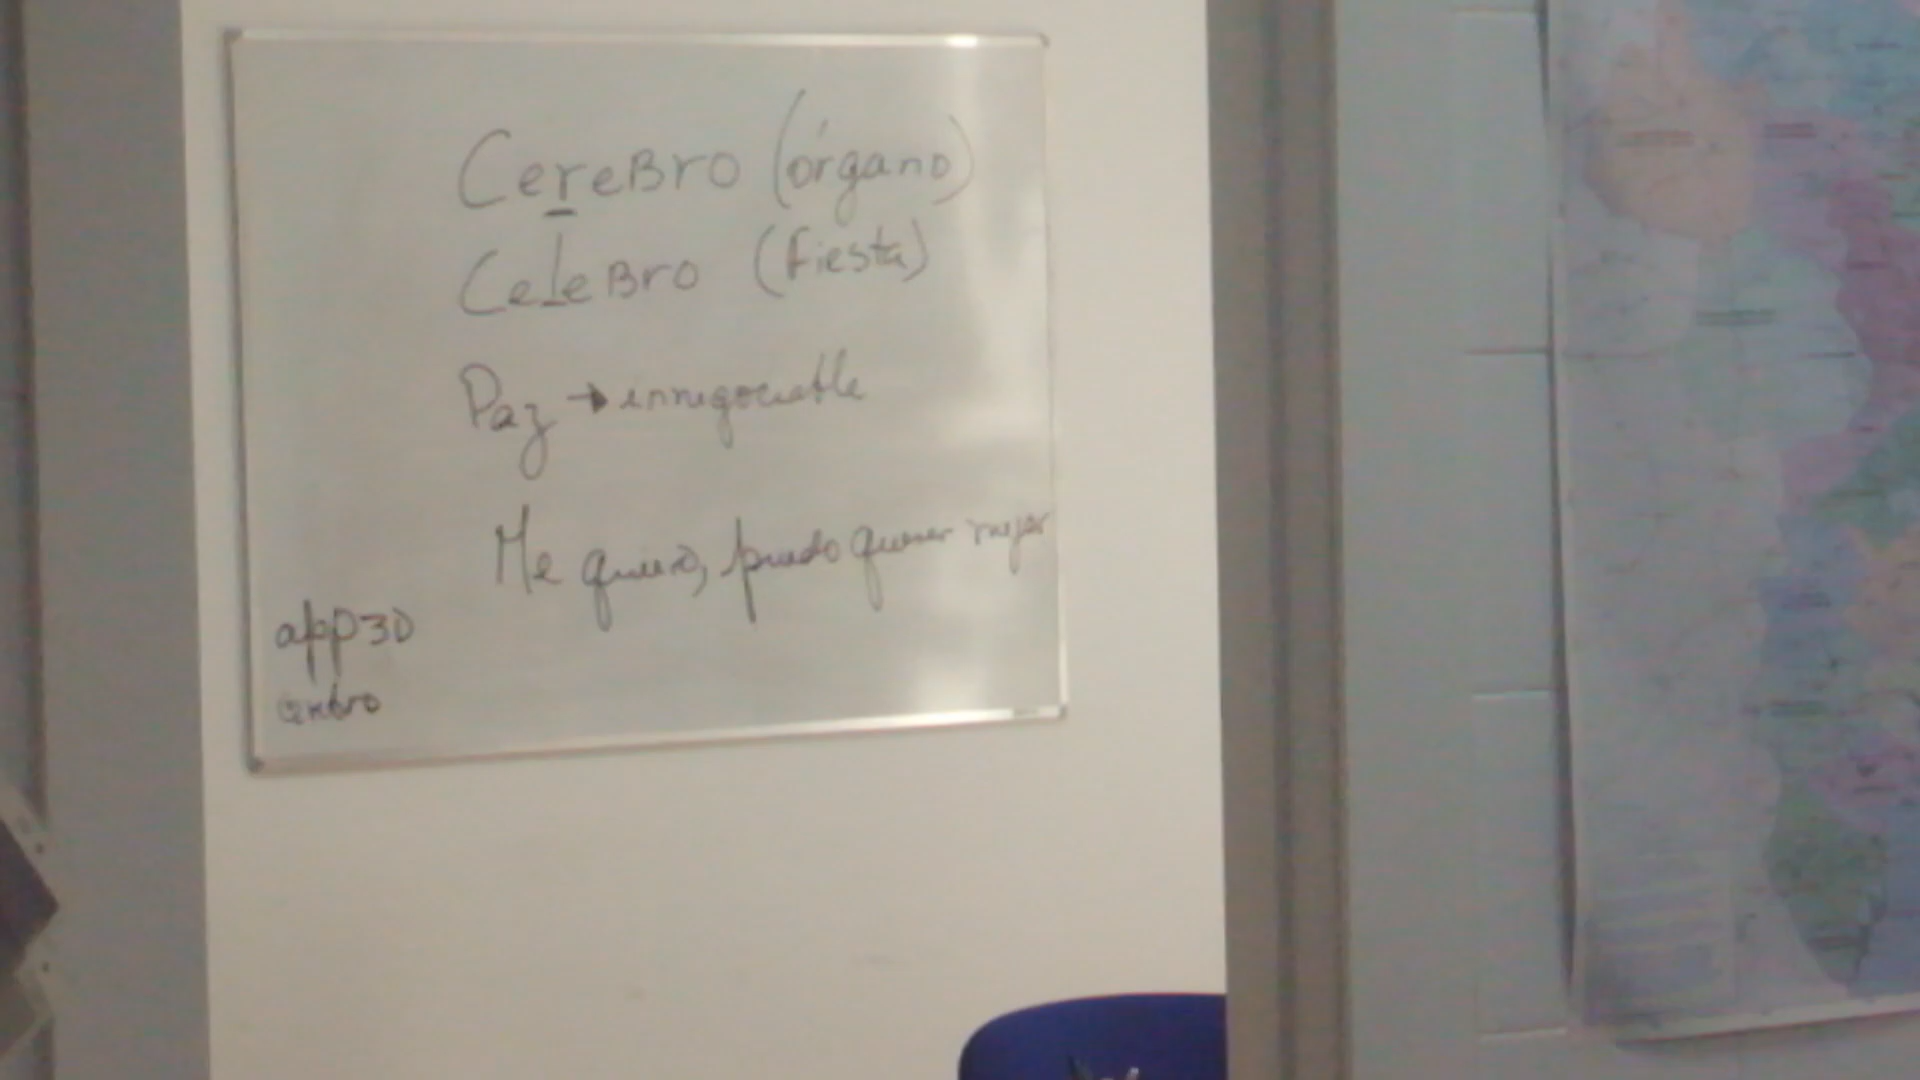 CereBro (órgano)
CeleBro (fiesta)
Paz → innegociable
Me quiero, puedo querer mejor
app3D
cerebro